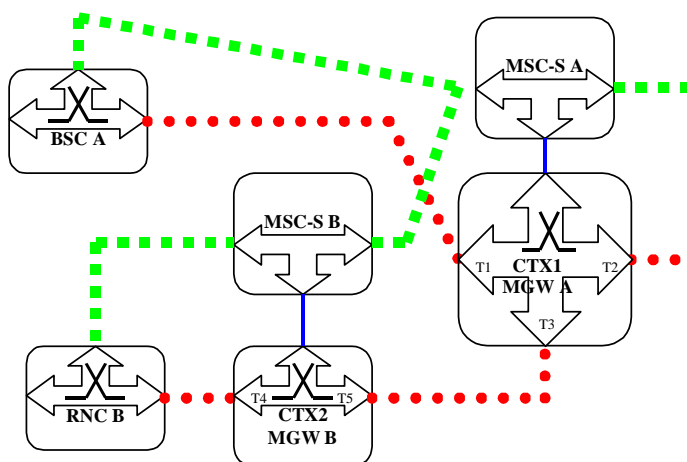 MSC-S A
BSC A
MSC-S B
T1
CTX1
T2
MGW A
T3
RNC B
T4
T5
CTX2
MGW B